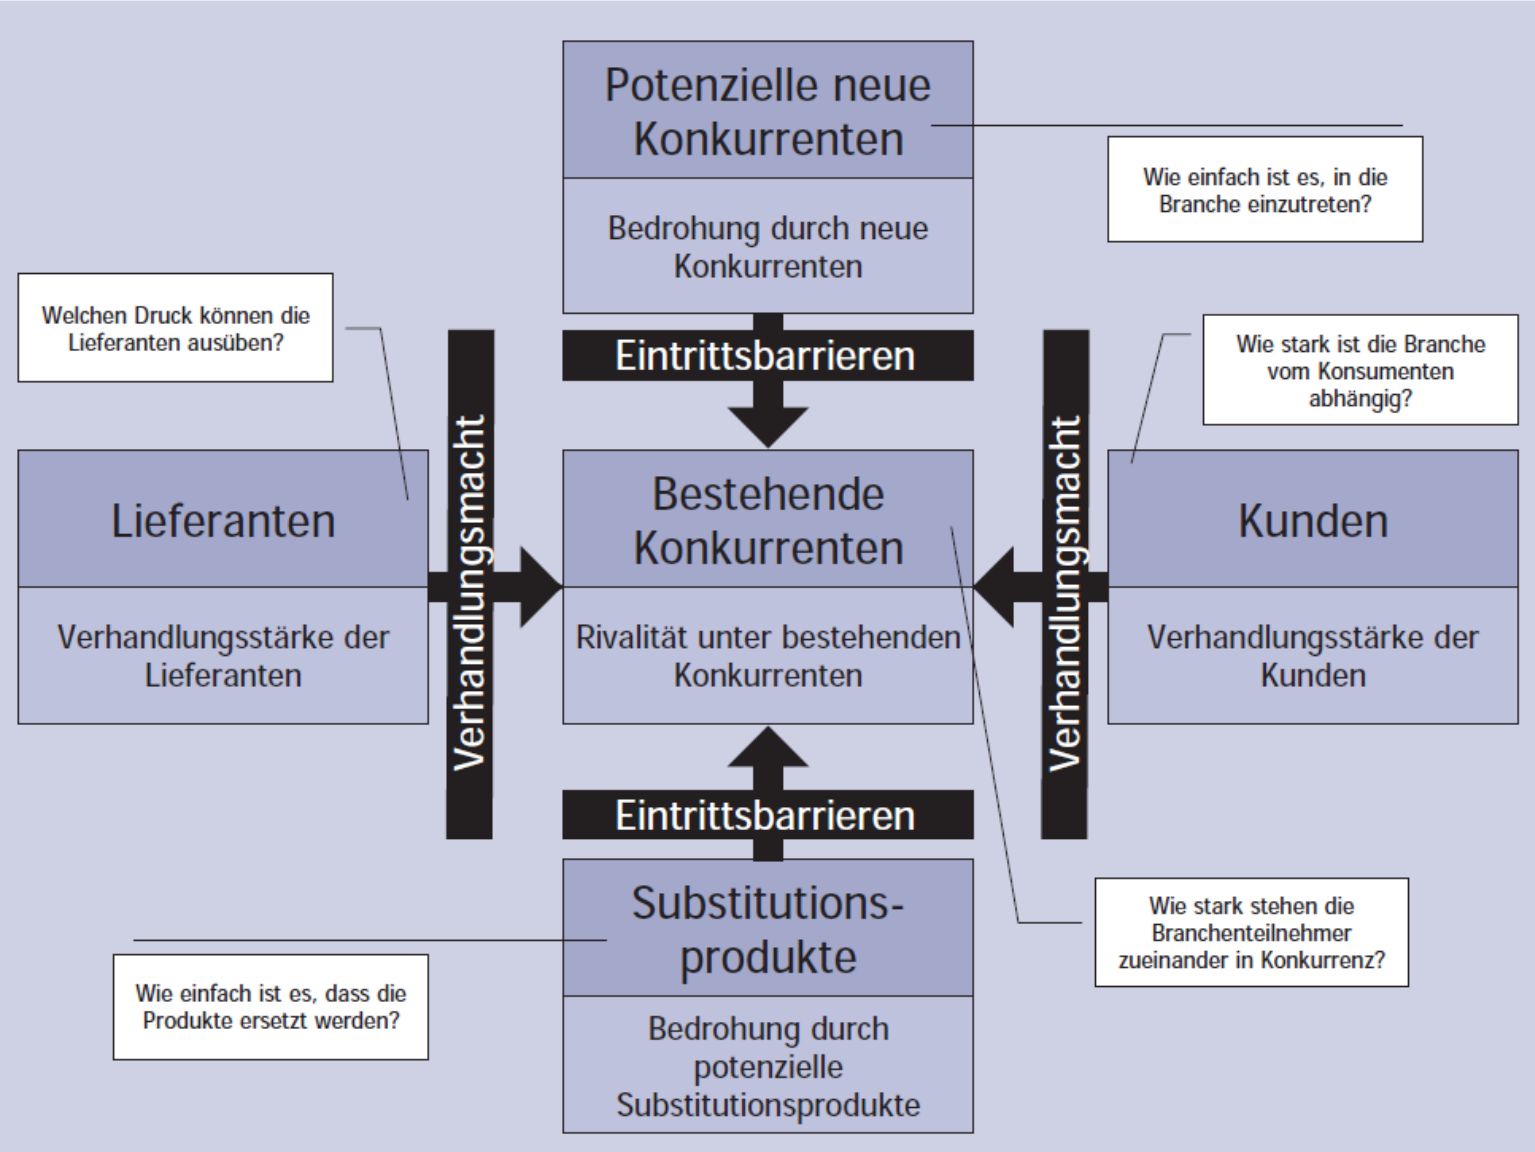 Potenzielle neue
Konkurrenten
Bedrohung durch neue
Konkurrenten
Wie einfach ist es, in die
Branche einzutreten?
Welchen Druck können die
Lieferanten ausüben?
Eintrittsbarrieren
Wie stark ist die Branche
vom Konsumenten
abhängig?
Lieferanten
Verhandlungsstärke der
Lieferanten
Verhandlungsmacht
Bestehende
Konkurrenten
Rivalität unter bestehenden
Konkurrenten
Verhandlungsmacht
Kunden
Verhandlungsstärke der
Kunden
Eintrittsbarrieren
Substitutions-
produkte
Bedrohung durch
potenzielle
Substitutionsprodukte
Wie stark stehen die
Branchenteilnehmer
zueinander in Konkurrenz?
Wie einfach ist es, dass die
Produkte ersetzt werden?